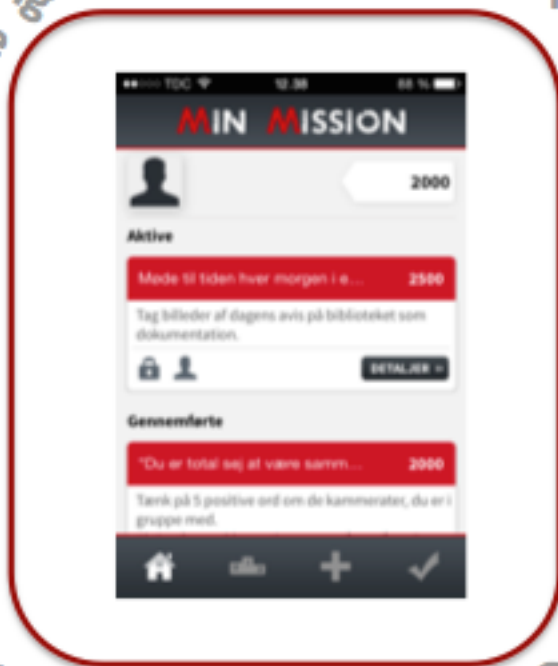 TDC 12.38 88 %
MIN MISSION
2000
Aktive
Møde til tiden hver morgen i e... 2500
Tag billeder af dagens avis på biblioteket som
dokumentation.
DETALJER
Gennemførte
"Du er total sej at være samm... 2000
Tænk på 5 positive ord om de kammerater, du er i
gruppe med.